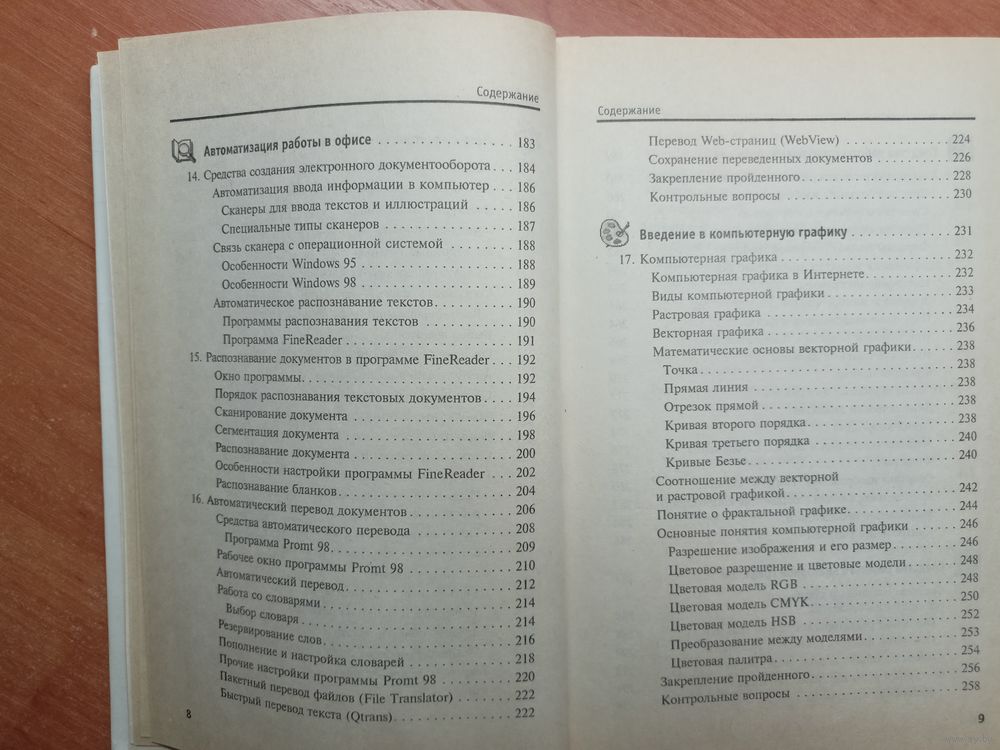 Содержание
Автоматизация работы в офисе . . . . . . . . . . . . . . . . 183
14. Средства создания электронного документооборота . . . 184
Автоматизация ввода информации в компьютер . . . 186
Сканеры для ввода текстов и иллюстраций . . . . . 186
Специальные типы сканеров . . . . . . . . . . . . . . . 187
Связь сканера с операционной системой . . . . . . . . 188
Особенности Windows 95 . . . . . . . . . . . . . . . . . 188
Особенности Windows 98 . . . . . . . . . . . . . . . . . 189
Автоматическое распознавание текстов. . . . . . . . . . 190
Программы распознавания текстов . . . . . . . . . . 190
Программа FineReader . . . . . . . . . . . . . . . . . . . 191
15. Распознавание документов в программе FineReader . . . 192
Окно программы. . . . . . . . . . . . . . . . . . . . . . . . . 192
Порядок распознавания текстовых документов . . . . 194
Сканирование документа . . . . . . . . . . . . . . . . . . 196
Сегментация документа . . . . . . . . . . . . . . . . . . . 198
Распознавание документа . . . . . . . . . . . . . . . . . . 200
Особенности настройки программы FineReader . . . 202
Распознавание бланков. . . . . . . . . . . . . . . . . . . . 204
16. Автоматический перевод документов . . . . . . . . . . . . 206
Средства автоматического перевода . . . . . . . . . . . 208
Программа Promt 98. . . . . . . . . . . . . . . . . . . . . 209
Рабочее окно программы Promt 98 . . . . . . . . . . . . 210
Автоматический перевод. . . . . . . . . . . . . . . . . . . 212
Работа со словарями . . . . . . . . . . . . . . . . . . . . . 214
Выбор словаря . . . . . . . . . . . . . . . . . . . . . . . . 214
Резервирование слов . . . . . . . . . . . . . . . . . . . . . 216
Пополнение и настройка словарей . . . . . . . . . . . . 218
Прочие настройки программы Promt 98 . . . . . . . . 220
Пакетный перевод файлов (File Translator) . . . . . . . 222
Быстрый перевод текста (Qtrans). . . . . . . . . . . . . . 222
8
Содержание
Перевод Web-страниц (WebView) . . . . . . . . . . . . . 224
Сохранение переведенных документов . . . . . . . . . 226
Закрепление пройденного. . . . . . . . . . . . . . . . . . 228
Контрольные вопросы . . . . . . . . . . . . . . . . . . . . 230
Введение в компьютерную графику . . . . . . . . . . . . . 231
17. Компьютерная графика . . . . . . . . . . . . . . . . . . . . . 232
Компьютерная графика в Интернете. . . . . . . . . . . 232
Виды компьютерной графики . . . . . . . . . . . . . . . 233
Растровая графика . . . . . . . . . . . . . . . . . . . . . . 234
Векторная графика . . . . . . . . . . . . . . . . . . . . . . 236
Математические основы векторной графики. . . . . . 238
Точка. . . . . . . . . . . . . . . . . . . . . . . . . . . . . . . 238
Прямая линия . . . . . . . . . . . . . . . . . . . . . . . . 238
Отрезок прямой . . . . . . . . . . . . . . . . . . . . . . . 238
Кривая второго порядка. . . . . . . . . . . . . . . . . . 238
Кривая третьего порядка . . . . . . . . . . . . . . . . . 240
Кривые Безье. . . . . . . . . . . . . . . . . . . . . . . . . 240
Соотношение между векторной
и растровой графикой. . . . . . . . . . . . . . . . . . . . . 242
Понятие о фрактальной графике. . . . . . . . . . . . . . 244
Основные понятия компьютерной графики . . . . . . 246
Разрешение изображения и его размер. . . . . . . . . 246
Цветовое разрешение и цветовые модели. . . . . . . 248
Цветовая модель RGB . . . . . . . . . . . . . . . . . . . 248
Цветовая модель CMYK. . . . . . . . . . . . . . . . . . 250
Цветовая модель HSB . . . . . . . . . . . . . . . . . . . 252
Преобразование между моделями. . . . . . . . . . . . 253
Цветовая палитра. . . . . . . . . . . . . . . . . . . . . . . 254
Закрепление пройденного. . . . . . . . . . . . . . . . . . 256
Контрольные вопросы . . . . . . . . . . . . . . . . . . . . 258
9